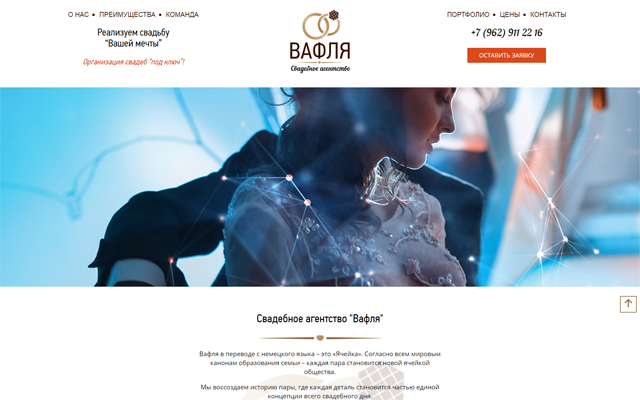 О НАС • ПРЕИМУЩЕСТВА • КОМАНДА
Реализуем свадьбу
"Вашей мечты"
Организация свадеб "под ключ"!
ВАФЛЯ
Свадебное агентство
ПОРТФОЛИО • ЦЕНЫ • КОНТАКТЫ
+7 (962) 911 22 16
ОСТАВИТЬ ЗАЯВКУ
Свадебное агентство "Вафля"
Вафля в переводе с немецкого языка – это «Ячейка». Согласно всем мировым
канонам образования семьи – каждая пара становится новой ячейкой
общества.
Мы воссоздаем историю пары, где каждая деталь становится частью единой
концепции всего свадебного дня.